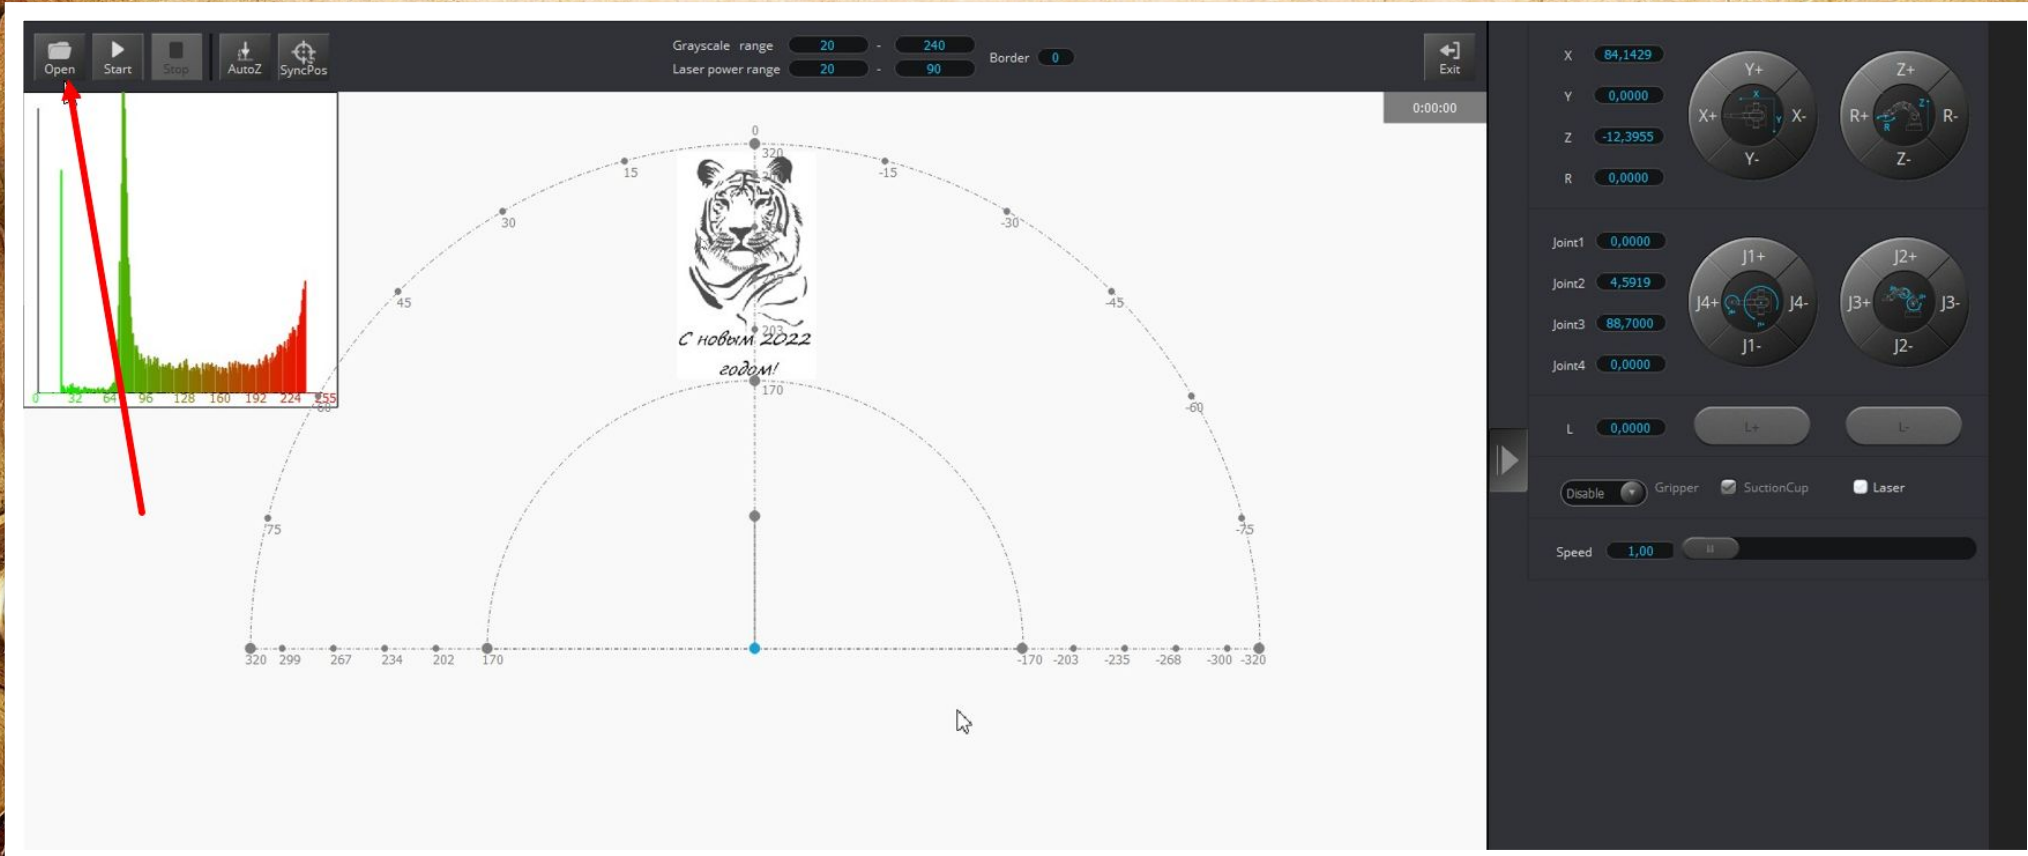 Open
Start
Stop
AutoZ
SyncPos
Grayscale range 20 - 240
Laser power range 20 - 90
Border 0
Exit
0:00:00
0 32 64 96 128 160 192 224 255
0
15
-15
30
-30
45
-45
60
-60
75
-75
320
203
С новым 2022
годом!
170
320 299 267 234 202 170
-170 -203 -235 -268 -300 -320
X 84,1429
Y 0,0000
Z -12,3955
R 0,0000
Y+
X+ X Y X-
Y-
Z+
R+ Z R R-
Z-
Joint1 0,0000
Joint2 4,5919
Joint3 88,7000
Joint4 0,0000
J1+
J4+ J4-
J1-
J2+
J3+ J3-
J2-
L 0,0000 L+ L-
Disable Gripper SuctionCup Laser
Speed 1,00